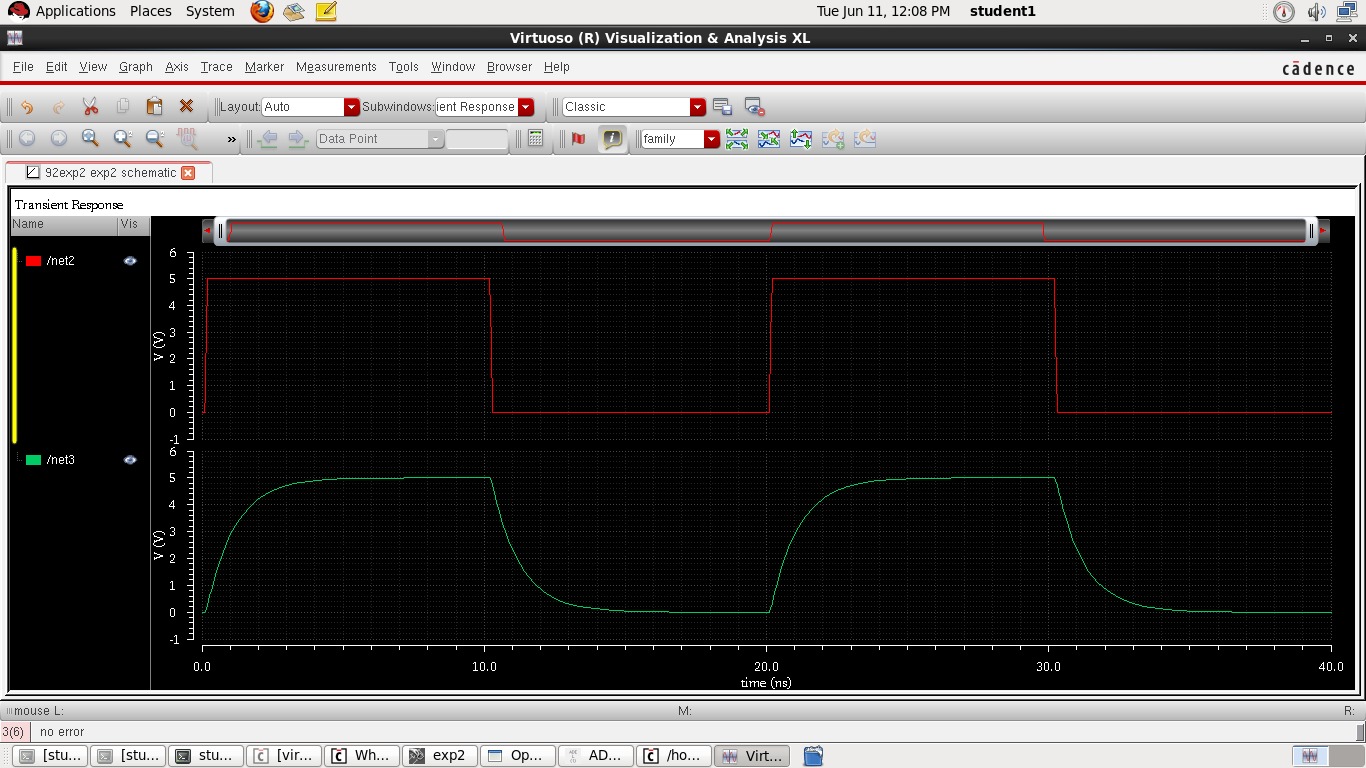 Applications Places System Tue Jun 11, 12:08 PM student1
Virtuoso (R) Visualization & Analysis XL
File Edit View Graph Axis Trace Marker Measurements Tools Window Browser Help
cādence
Layout: Auto Subwindows: ient Response Classic
» Data Point family
92exp2 exp2 schematic
Transient Response
Name Vis
/net2
6
5
4
3
2
1
0
-1
V (V)
/net3
6
5
4
3
2
1
0
-1
V (V)
0.0 10.0 20.0 30.0 40.0
time (ns)
mouse L: M: R:
3(6) no error
[stu... [stu... stu... [vir... Wh... exp2 Op... AD... /ho... Virt...